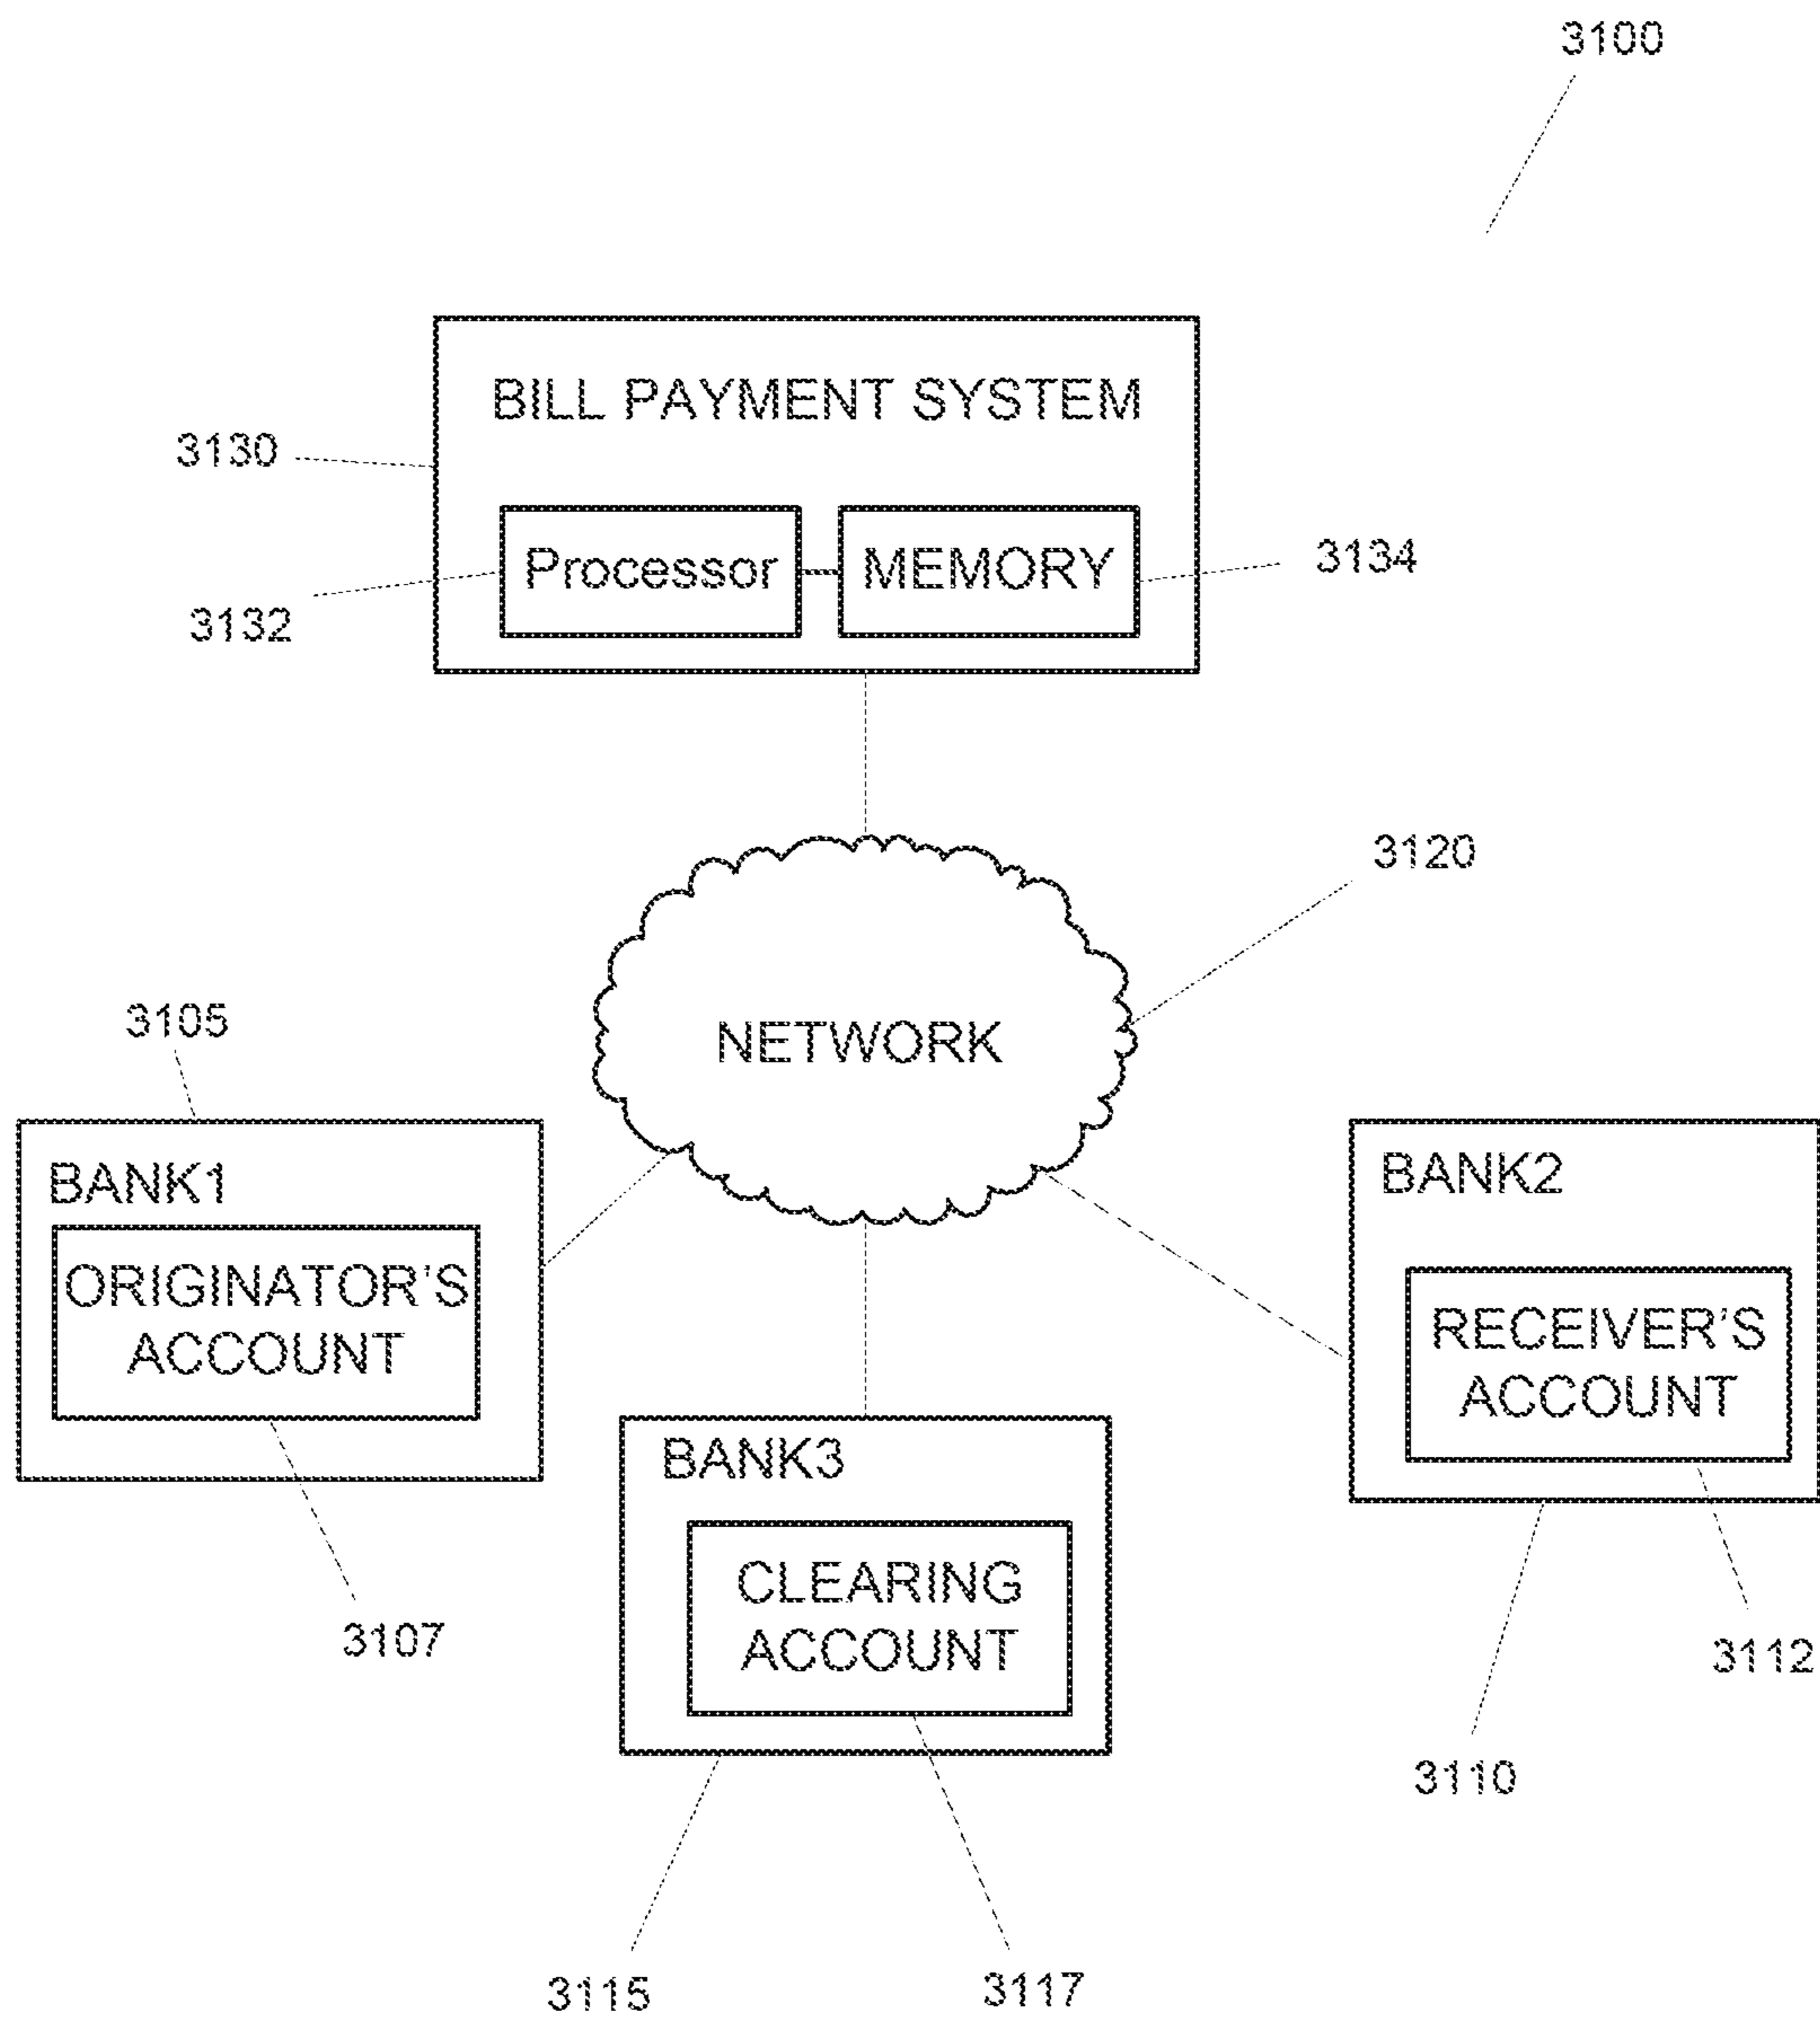 3100
BILL PAYMENT SYSTEM
3130
Processor
MEMORY
3134
3132
3120
NETWORK
3105
BANK1
ORIGINATOR'S
ACCOUNT
BANK2
RECEIVER'S
ACCOUNT
BANK3
CLEARING
ACCOUNT
3107
3112
3110
3115
3117